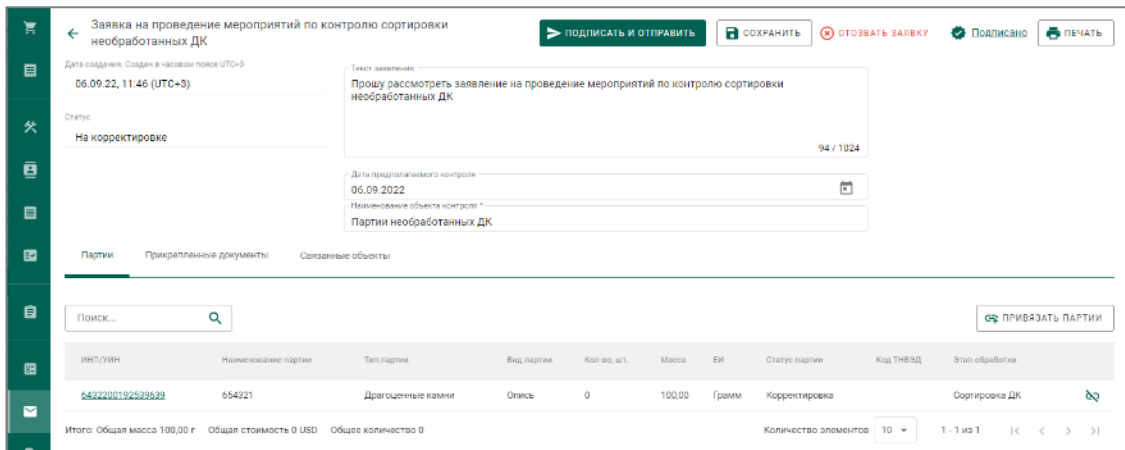 Заявка на проведение мероприятий по контролю сортировки
необработанных ДК
ПОДПИСАТЬ И ОТПРАВИТЬ
СОХРАНИТЬ
ОТОЗВАТЬ ЗАЯВКУ
Подписано
ПЕЧАТЬ
Дата создания. Создан в часовом поясе UTC+3
06.09.22, 11:46 (UTC+3)
Статус
На корректировке
Текст заявления
Прошу рассмотреть заявление на проведение мероприятий по контролю сортировки
необработанных ДК
94 / 1024
Дата предполагаемого контроля
06.09.2022
Наименование объекта контроля *
Партии необработанных ДК
Партии Прикрепленные документы Связанные объекты
Поиск...
ПРИВЯЗАТЬ ПАРТИИ
ИНП/УИН Наименование партии Тип партии Вид партии Кол-во, шт. Масса ЕИ Статус партии Код ТНВЭД Этап обработки
6432200192539639 654321 Драгоценные камни Опись 0 100,00 Грамм Корректировка Сортировка ДК
Итого: Общая масса 100,00 г Общая стоимость 0 USD Общее количество 0 Количество элементов 10 1 - 1 из 1